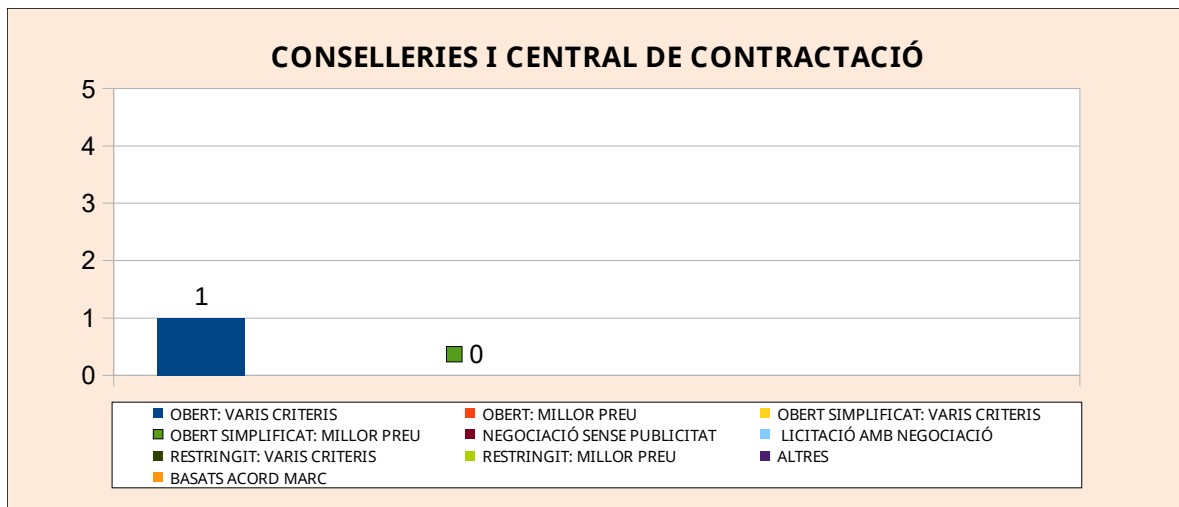 CONSELLERIES I CENTRAL DE CONTRACTACIÓ
5
4
3
2
1
0
1
0
OBERT: VARIS CRITERIS OBERT: MILLOR PREU OBERT SIMPLIFICAT: VARIS CRITERIS
OBERT SIMPLIFICAT: MILLOR PREU NEGOCIACIÓ SENSE PUBLICITAT LICITACIÓ AMB NEGOCIACIÓ
RESTRINGIT: VARIS CRITERIS RESTRINGIT: MILLOR PREU ALTRES
BASATS ACORD MARC